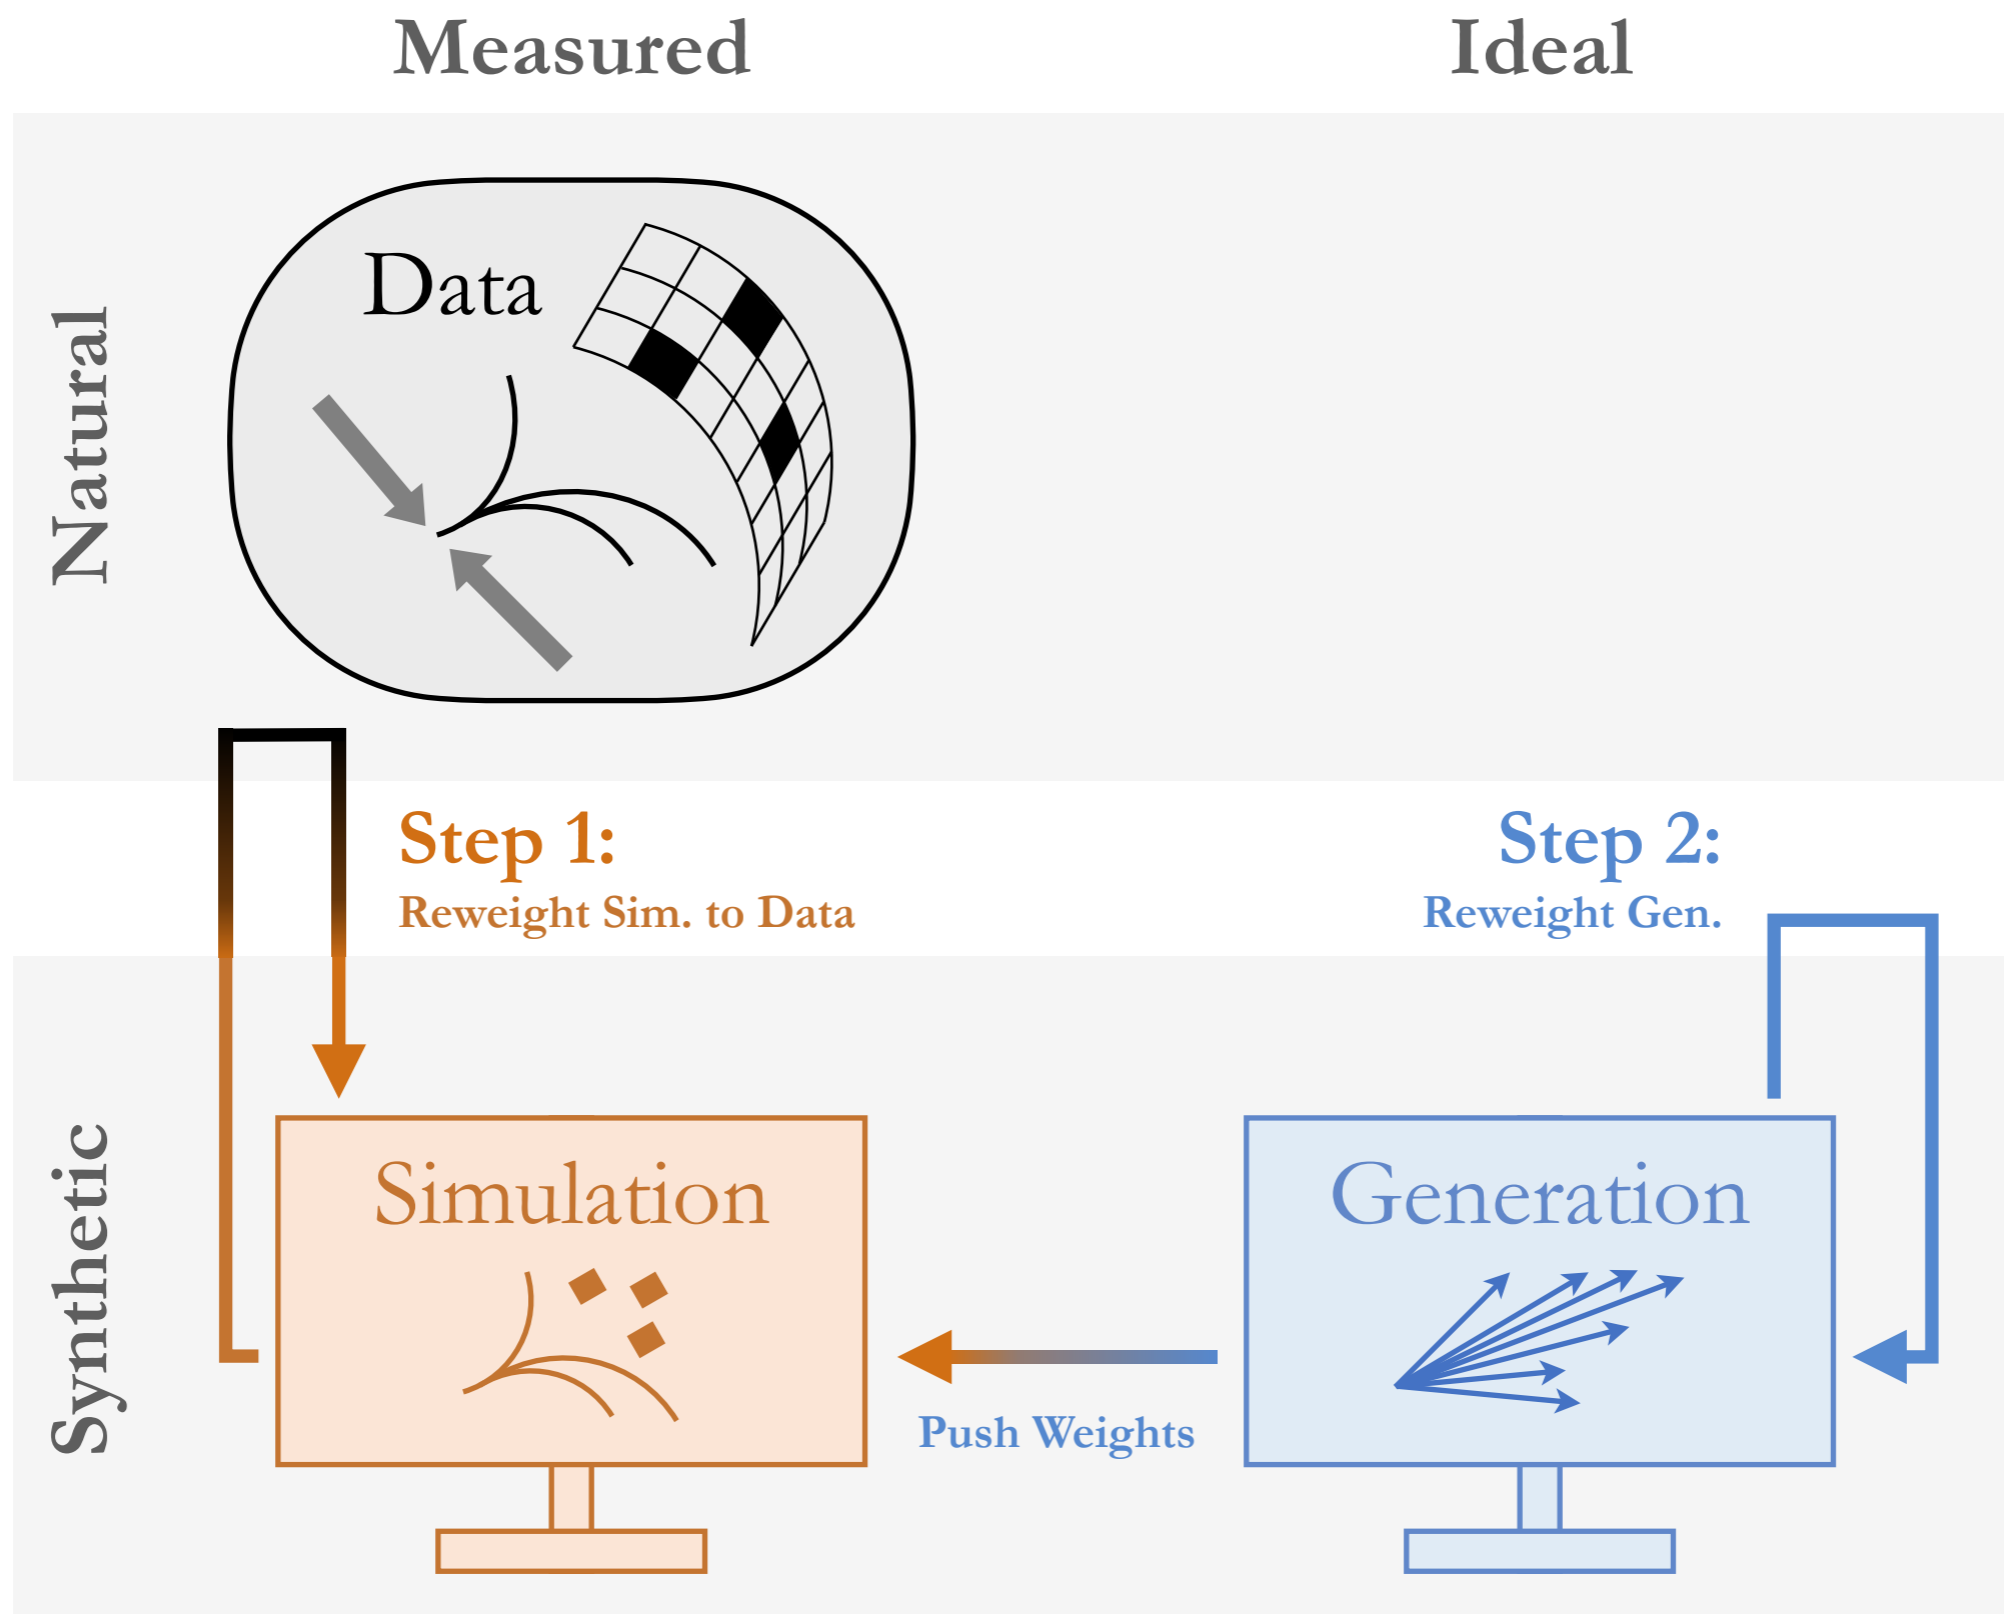 Measured
Ideal
Natural
Data
Step 1:
Reweight Sim. to Data
Step 2:
Reweight Gen.
Synthetic
Simulation
Generation
Push Weights